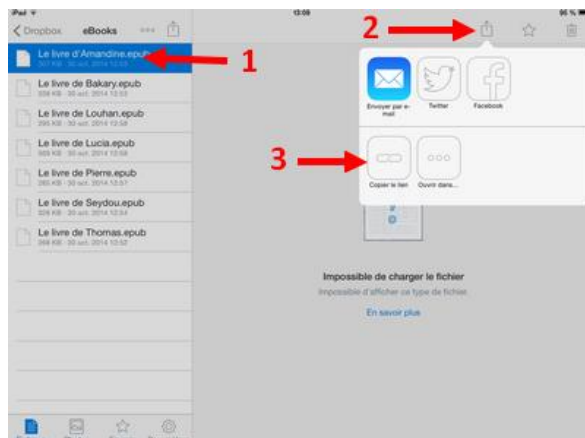 iPad
13:09
95 %
Dropbox
eBooks
2
Le livre d'Amandine.epub
1
Le livre de Bakary.epub
Le livre de Louhan.epub
Le livre de Lucia.epub
Le livre de Pierre.epub
Le livre de Seydou.epub
Le livre de Thomas.epub
Envoyer par e-
mail
Twitter
Facebook
3
Copier le lien
Ouvrir dans...
Impossible de charger le fichier
Impossible d'afficher ce type de fichier.
En savoir plus